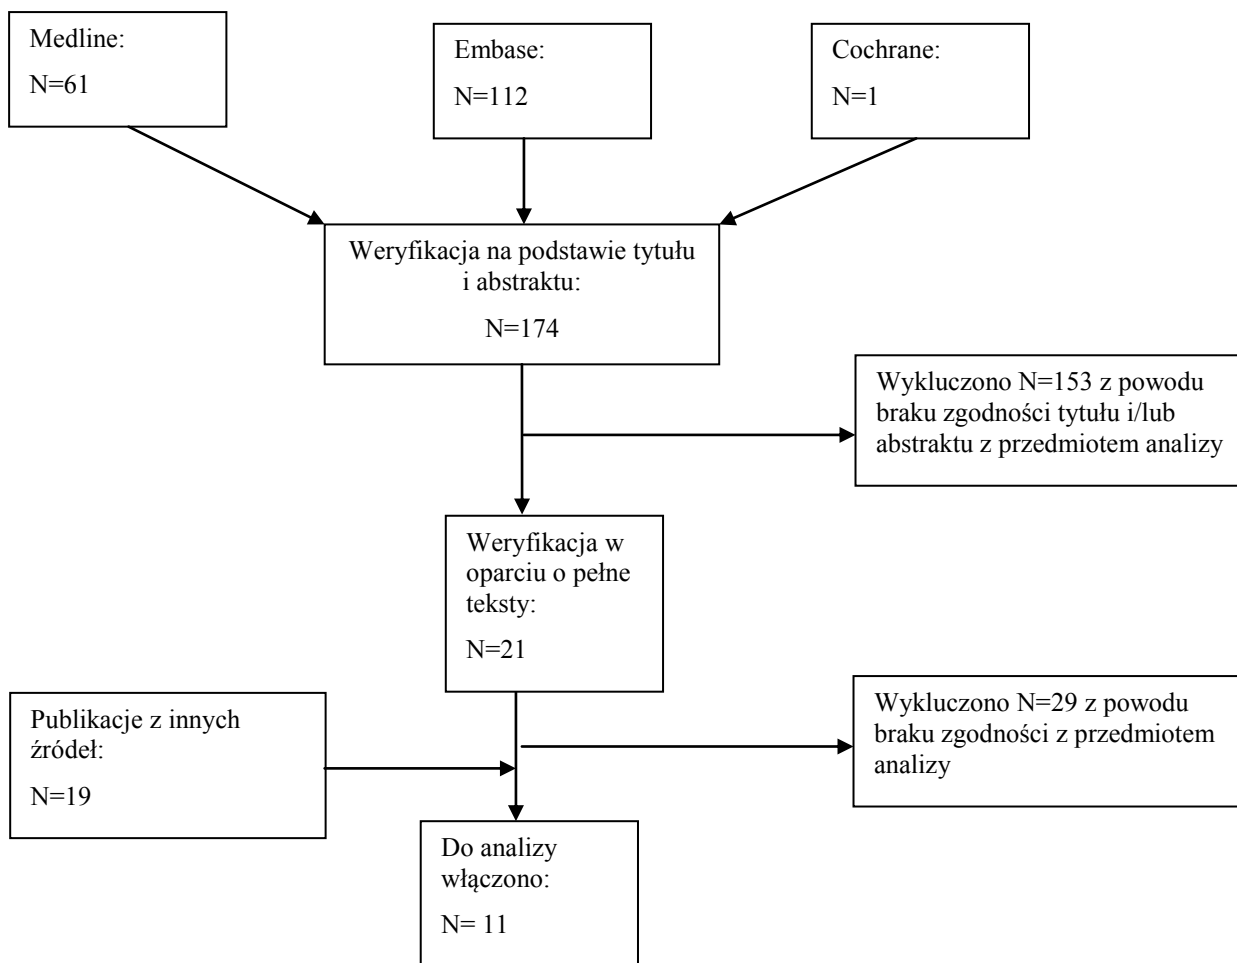 Medline:
N=61
Embase:
N=112
Cochrane:
N=1
Weryfikacja na podstawie tytułu
i abstraktu:
N=174
Wykluczono N=153 z powodu
braku zgodności tytułu i/lub
abstraktu z przedmiotem analizy
Weryfikacja w
oparciu o pełne
teksty:
N=21
Publikacje z innych
źródeł:
N=19
Wykluczono N=29 z powodu
braku zgodności z przedmiotem
analizy
Do analizy
włączono:
N= 11